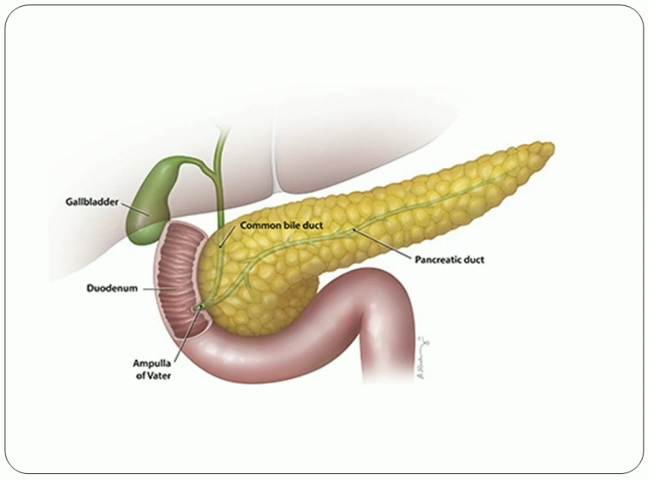 Gallbladder
Common bile duct
Pancreatic duct
Duodenum
Ampulla
of Vater